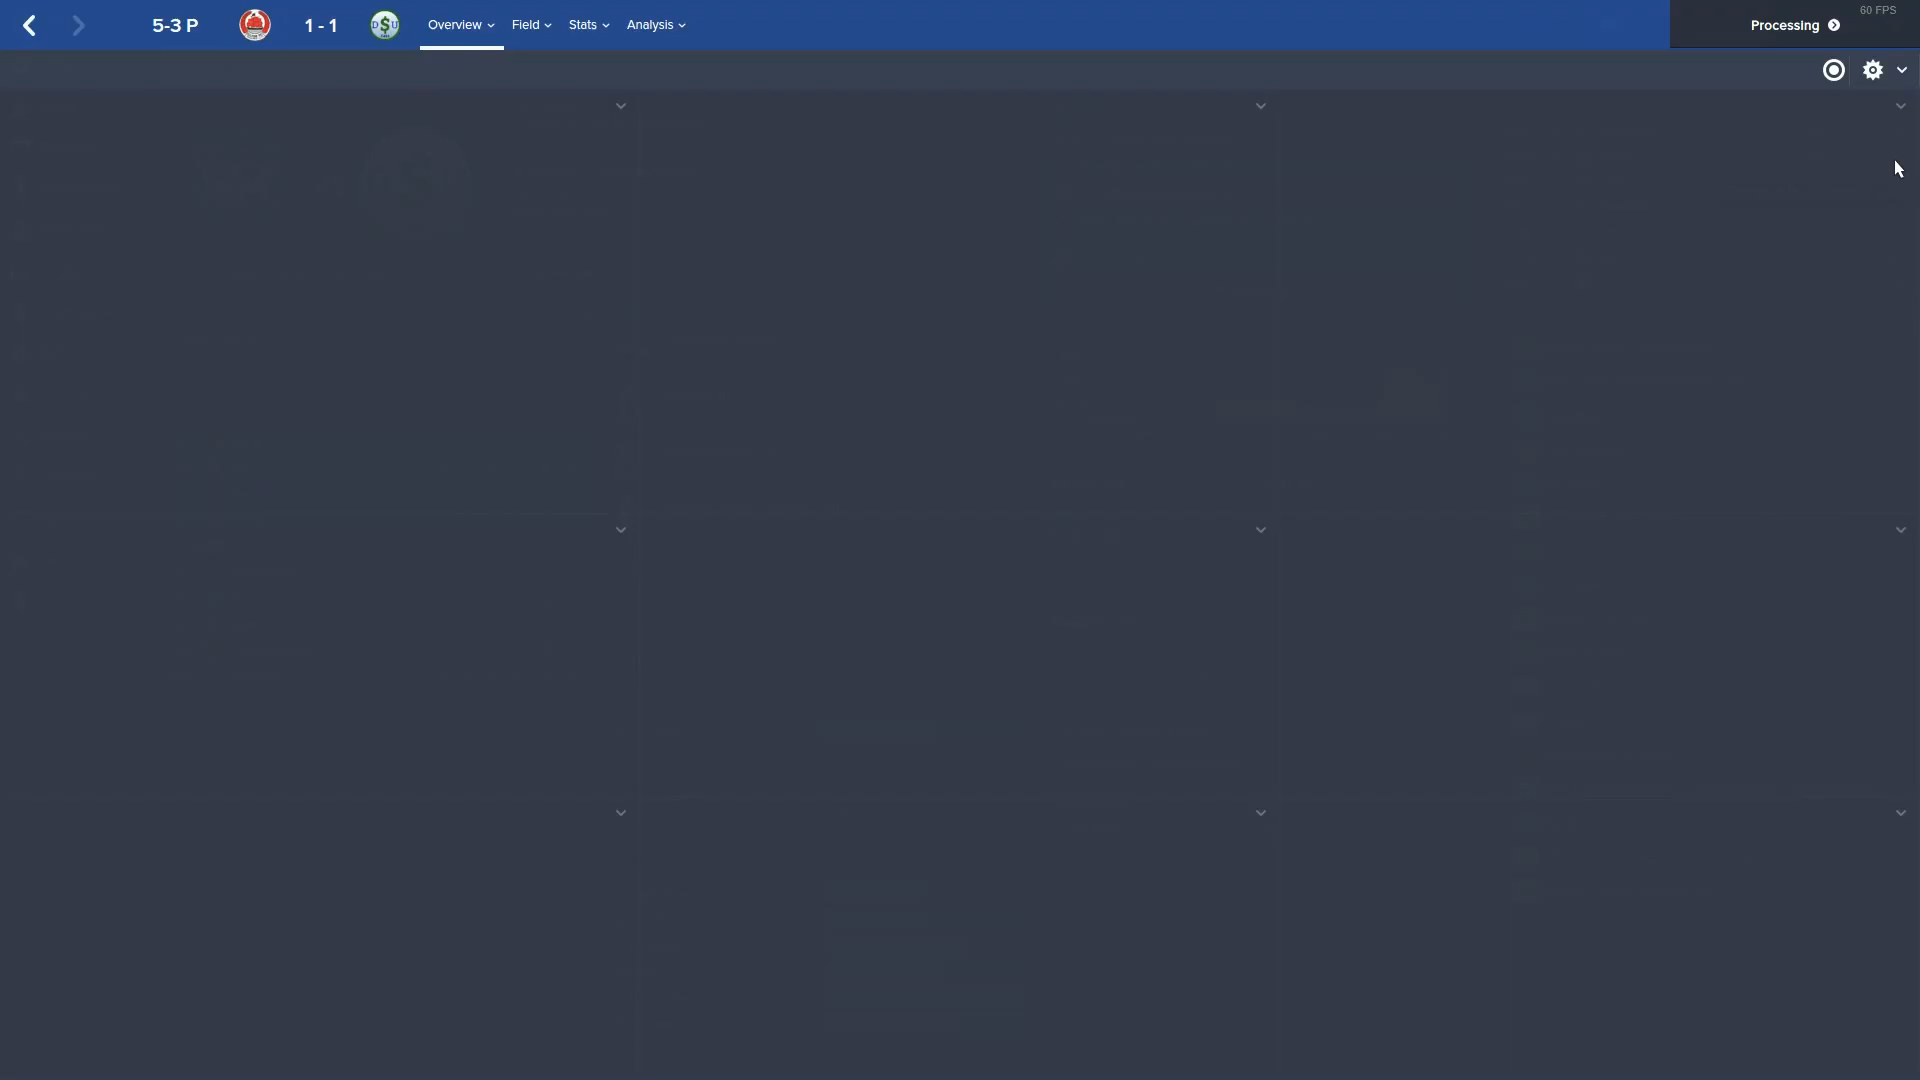 60 FPS
5-3 P
1 - 1
D$U
Overview
Field
Stats
Analysis
Processing